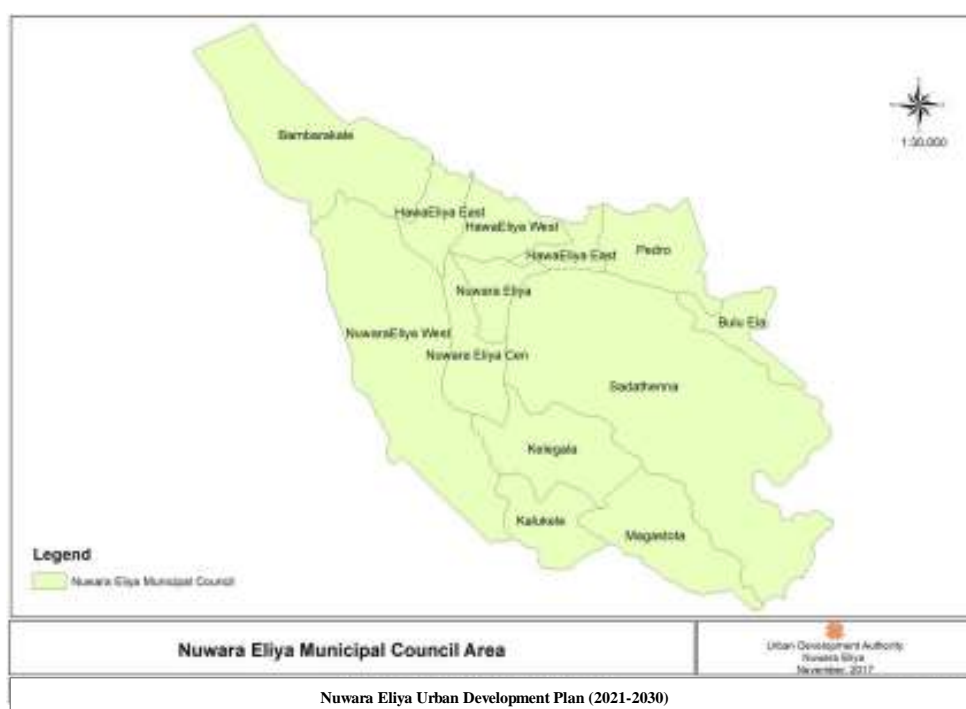 Bambarakele
1:30,000
HawaEliya East
HawaEliya West
HawaEliya East
Pedro
Nuwara Eliya
Bulu Ela
NuwaraEliya West
Nuwara Eliya Cen
Sadathenna
Kelegala
Kalukele
Magastota
Legend
Nuwara Eliya Municipal Council
Nuwara Eliya Municipal Council Area
Urban Development Authority
Nuwara Eliya
November, 2017
Nuwara Eliya Urban Development Plan (2021-2030)